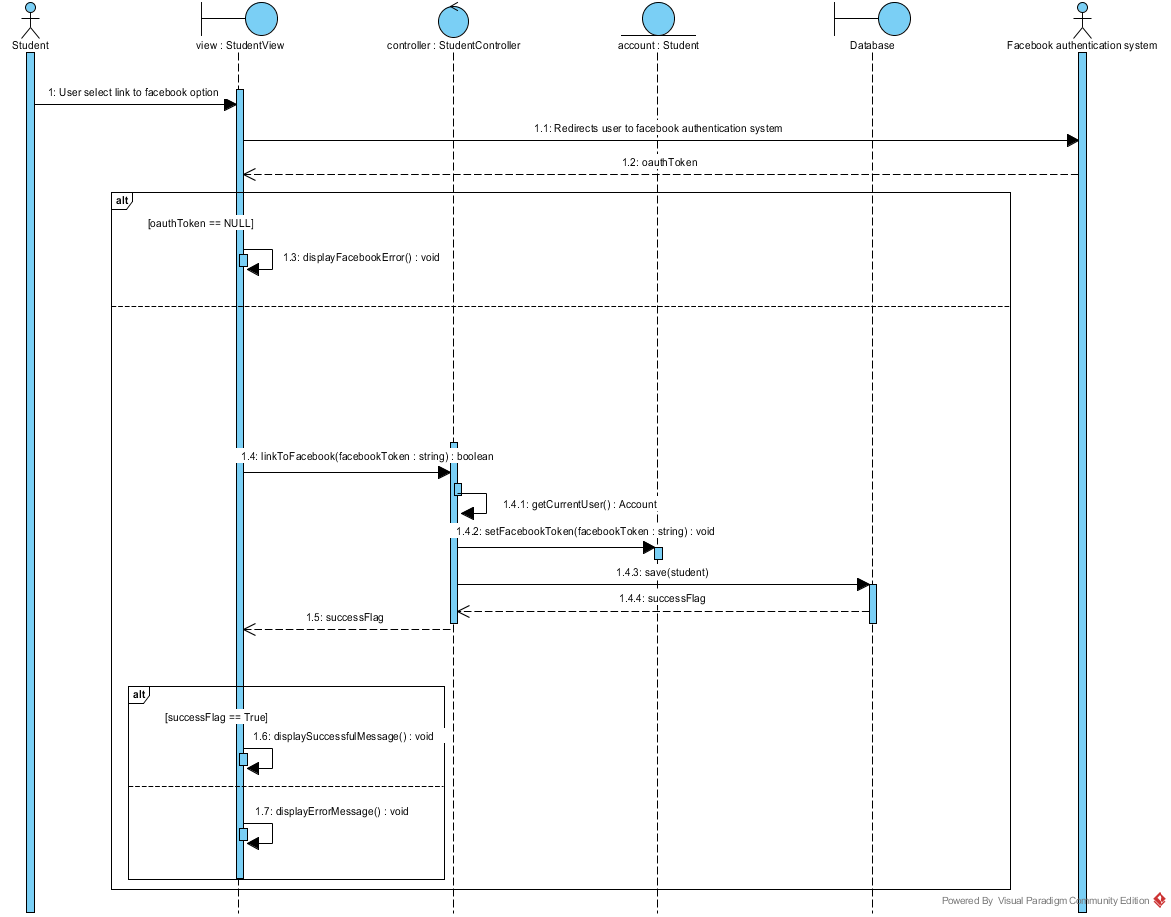 Student
view : StudentView
controller : StudentController
account : Student
Database
Facebook authentication system
1: User select link to facebook option
1.1: Redirects user to facebook authentication system
1.2: oauthToken
alt
[oauthToken == NULL]
1.3: displayFacebookError() : void
1.4: linkToFacebook(facebookToken : string) : boolean
1.4.1: getCurrentUser() : Account
1.4.2: setFacebookToken(facebookToken : string) : void
1.4.3: save(student)
1.4.4: successFlag
1.5: successFlag
alt
[successFlag == True]
1.6: displaySuccessfulMessage() : void
1.7: displayErrorMessage() : void
Powered By Visual Paradigm Community Edition